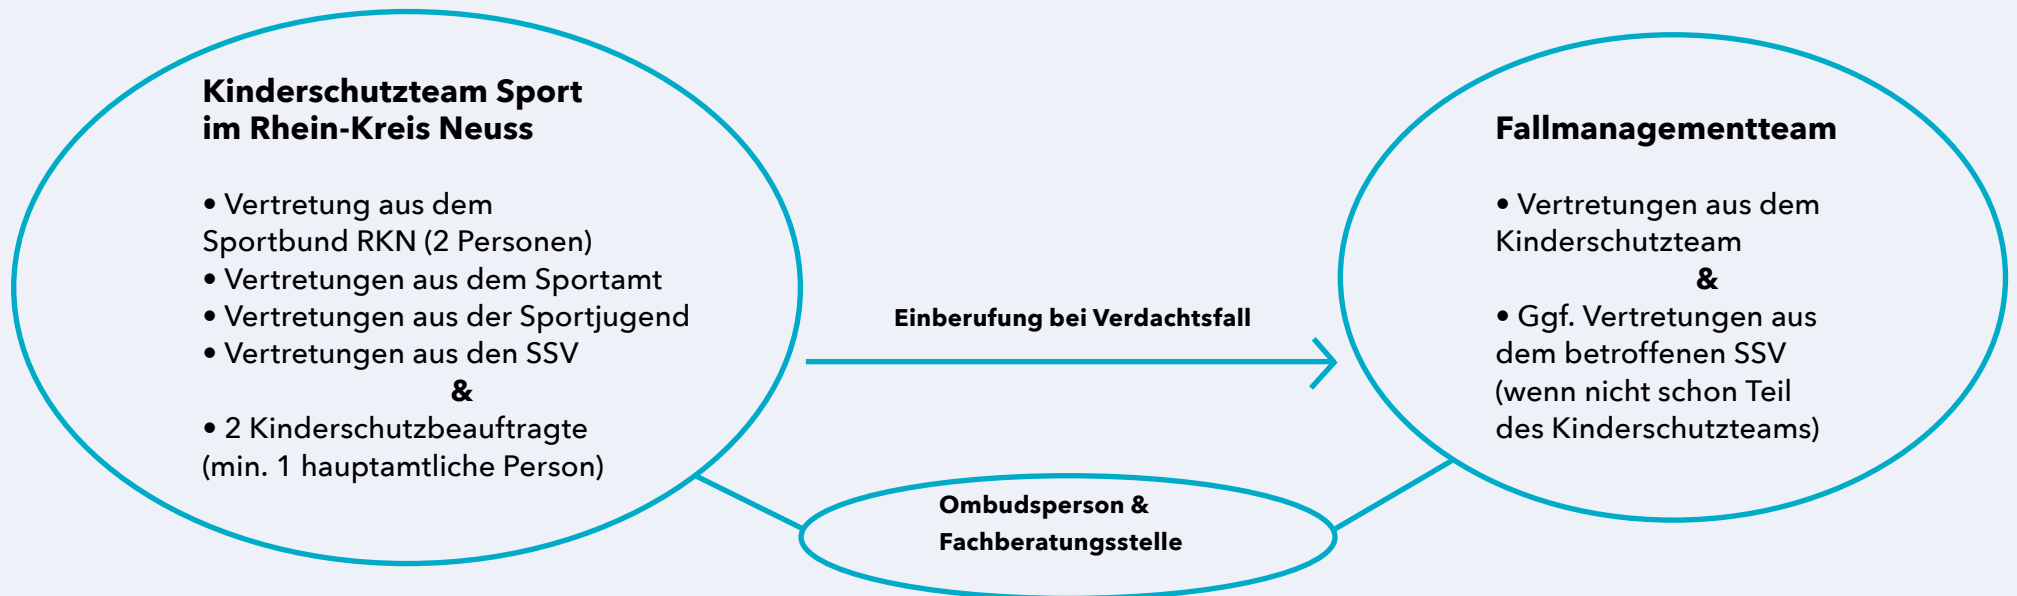 Kinderschutzteam Sport
im Rhein-Kreis Neuss
• Vertretung aus dem
Sportbund RKN (2 Personen)
• Vertretungen aus dem Sportamt
• Vertretungen aus der Sportjugend
• Vertretungen aus den SSV
&
• 2 Kinderschutzbeauftragte
(min. 1 hauptamtliche Person)
Einberufung bei Verdachtsfall
Fallmanagementteam
• Vertretungen aus dem
Kinderschutzteam
&
• Ggf. Vertretungen aus
dem betroffenen SSV
(wenn nicht schon Teil
des Kinderschutzteams)
Ombudsperson &
Fachberatungsstelle